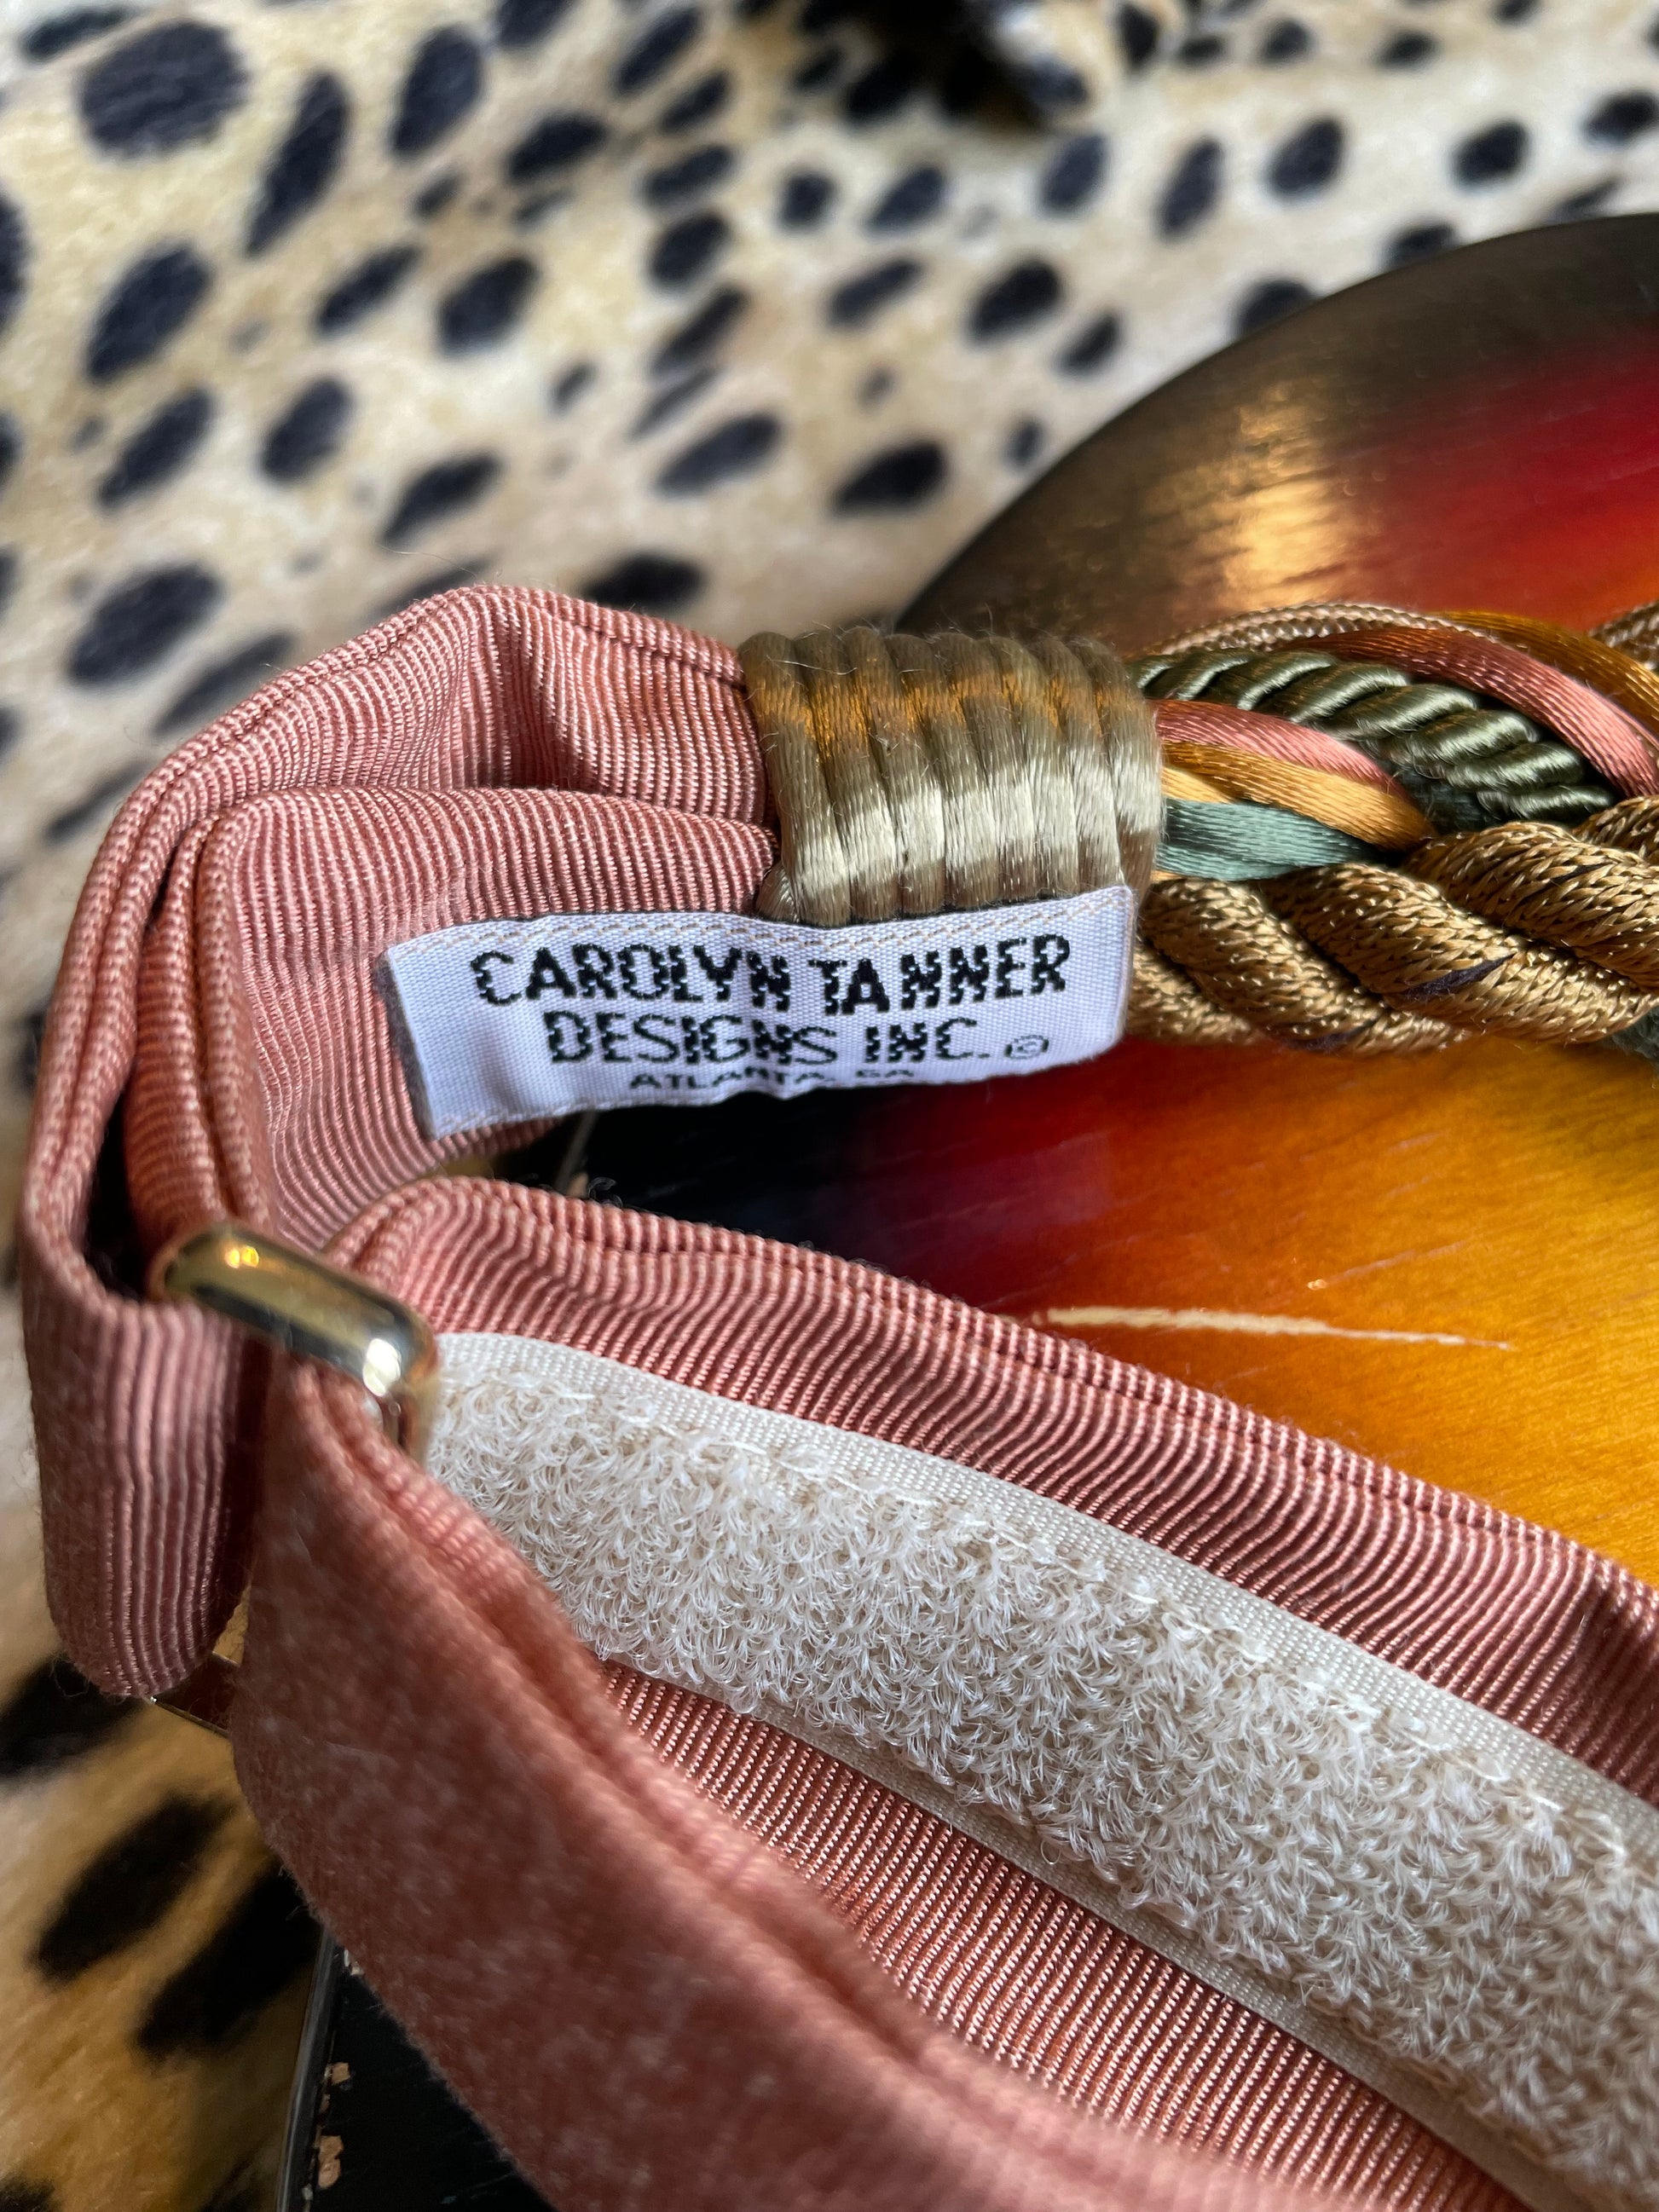 CAROLYN TANNER
DESIGNS INC. ©
ATLANTA, GA